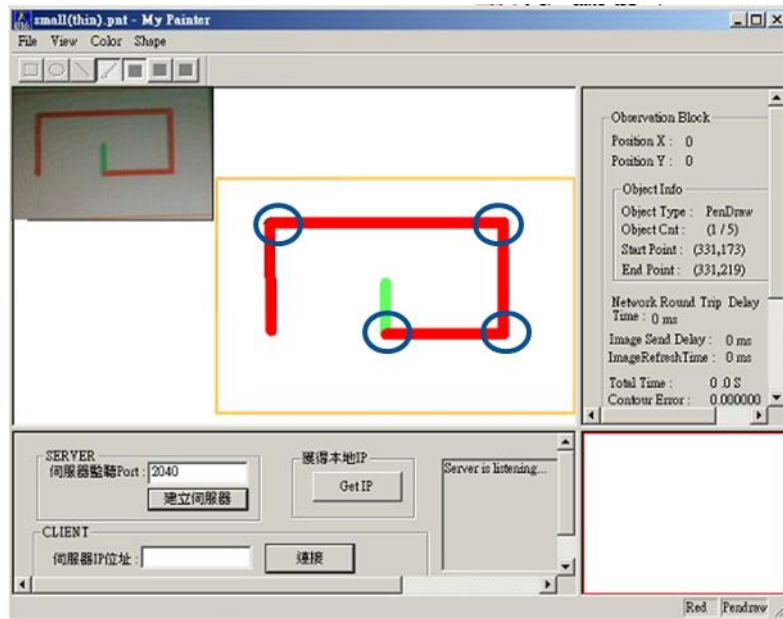 small(thin).pnt - My Painter
File View Color Shape
Observation Block
Position X : 0
Position Y : 0
Object Info
Object Type : PenDraw
Object Cnt : (1 / 5)
Start Point : (331,173)
End Point : (331,219)
Network Round Trip Delay
Time : 0 ms
Image Send Delay : 0 ms
ImageRefreshTime : 0 ms
Total Time : 0 .0 S
Contour Error : 0.000000
SERVER
伺服器監聽Port : 2040
建立伺服器
獲得本地IP
Get IP
Server is listening...
CLIENT
伺服器IP位址 :
連接
Red Pendraw